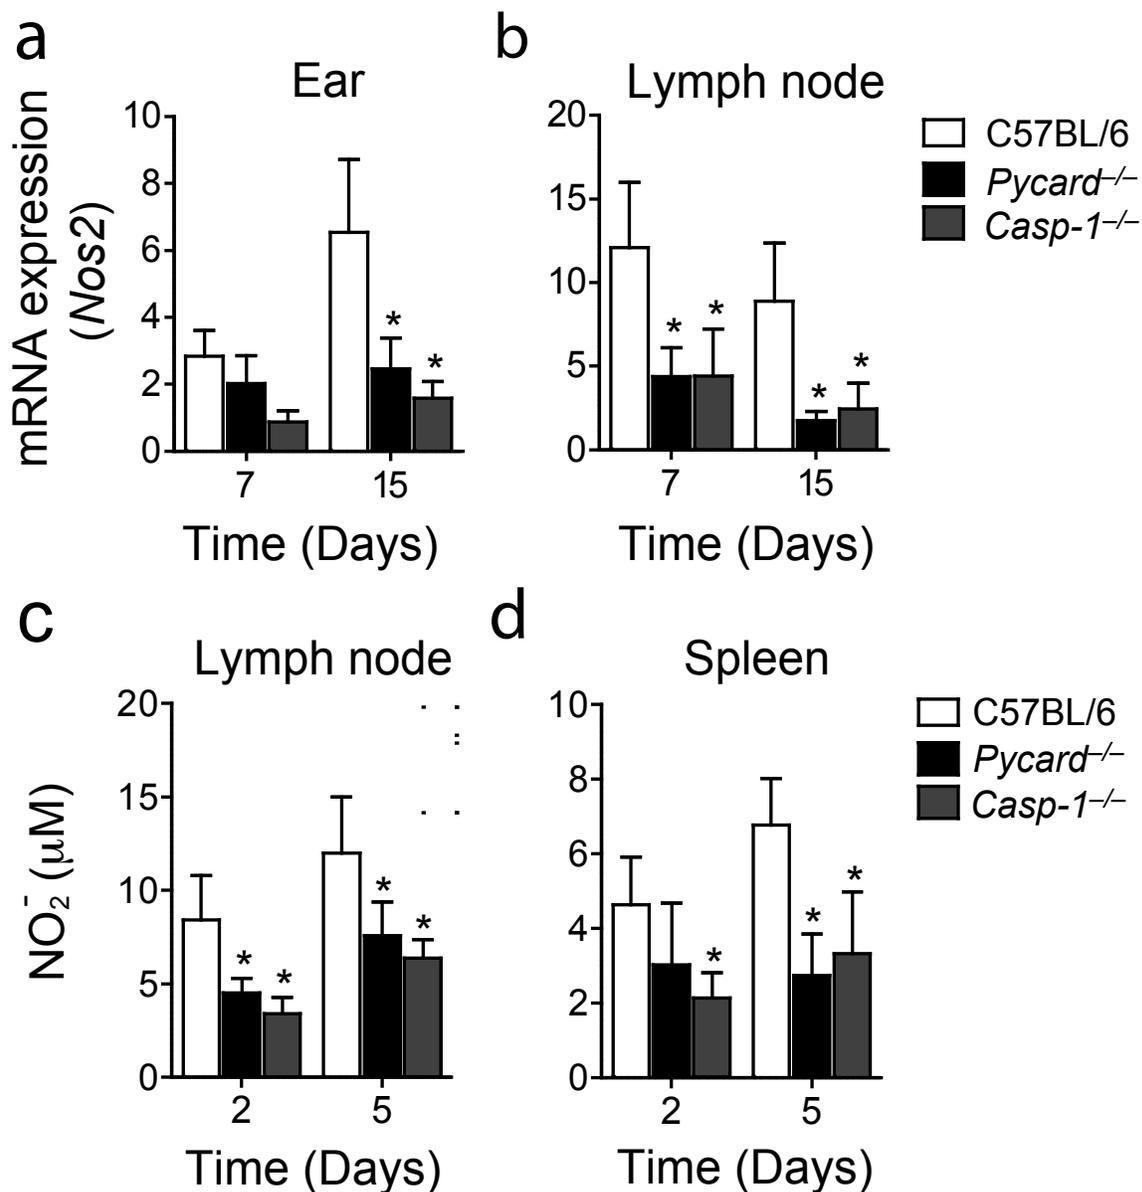 a
b
Ear
Lymph node
mRNA expression
(Nos2)
10
8
6
4
2
0
* *
7 15
Time (Days)
20
15
10
5
0
* * * *
7 15
Time (Days)
C57BL/6
Pycard–/–
Casp-1–/–
c
d
Lymph node
Spleen
NO2- (μM)
20
15
10
5
0
* * * *
2 5
Time (Days)
10
8
6
4
2
0
* * *
2 5
Time (Days)
C57BL/6
Pycard–/–
Casp-1–/–